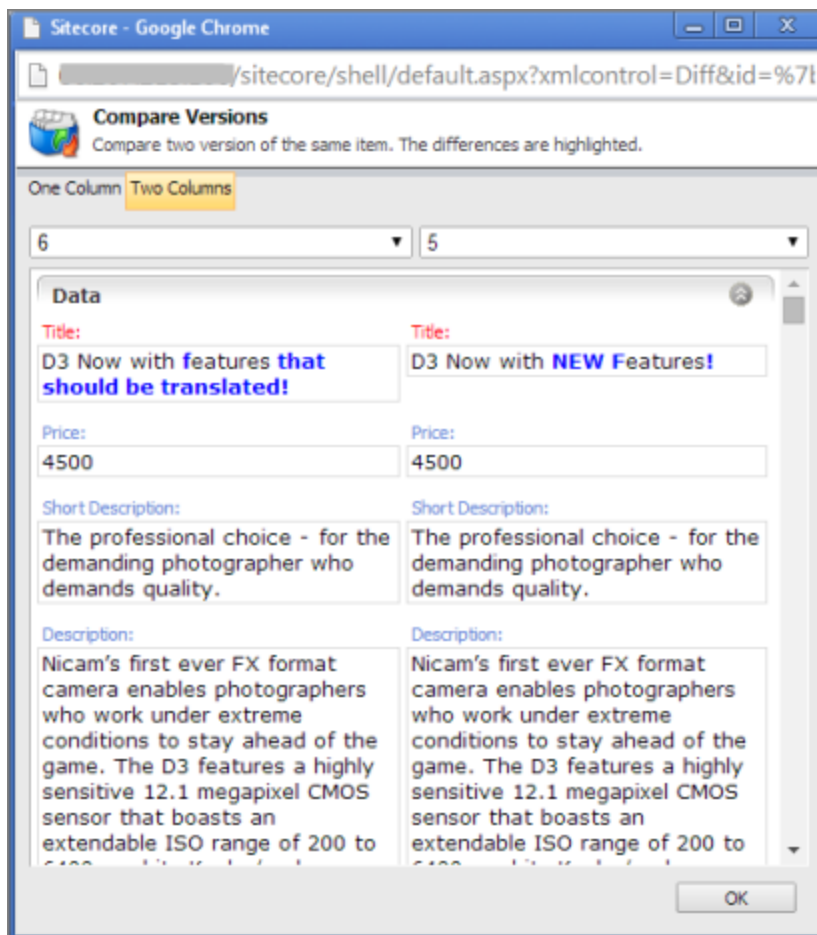 Sitecore - Google Chrome
/sitecore/shell/default.aspx?xmlcontrol=Diff&id=%7b
Compare Versions
Compare two version of the same item. The differences are highlighted.
One Column Two Columns
6
5
Data
Title:
D3 Now with features that
should be translated!
Title:
D3 Now with NEW Features!
Price:
4500
Price:
4500
Short Description:
The professional choice - for the
demanding photographer who
demands quality.
Short Description:
The professional choice - for the
demanding photographer who
demands quality.
Description:
Nicam's first ever FX format
camera enables photographers
who work under extreme
conditions to stay ahead of the
game. The D3 features a highly
sensitive 12.1 megapixel CMOS
sensor that boasts an
extendable ISO range of 200 to
Description:
Nicam's first ever FX format
camera enables photographers
who work under extreme
conditions to stay ahead of the
game. The D3 features a highly
sensitive 12.1 megapixel CMOS
sensor that boasts an
extendable ISO range of 200 to
OK